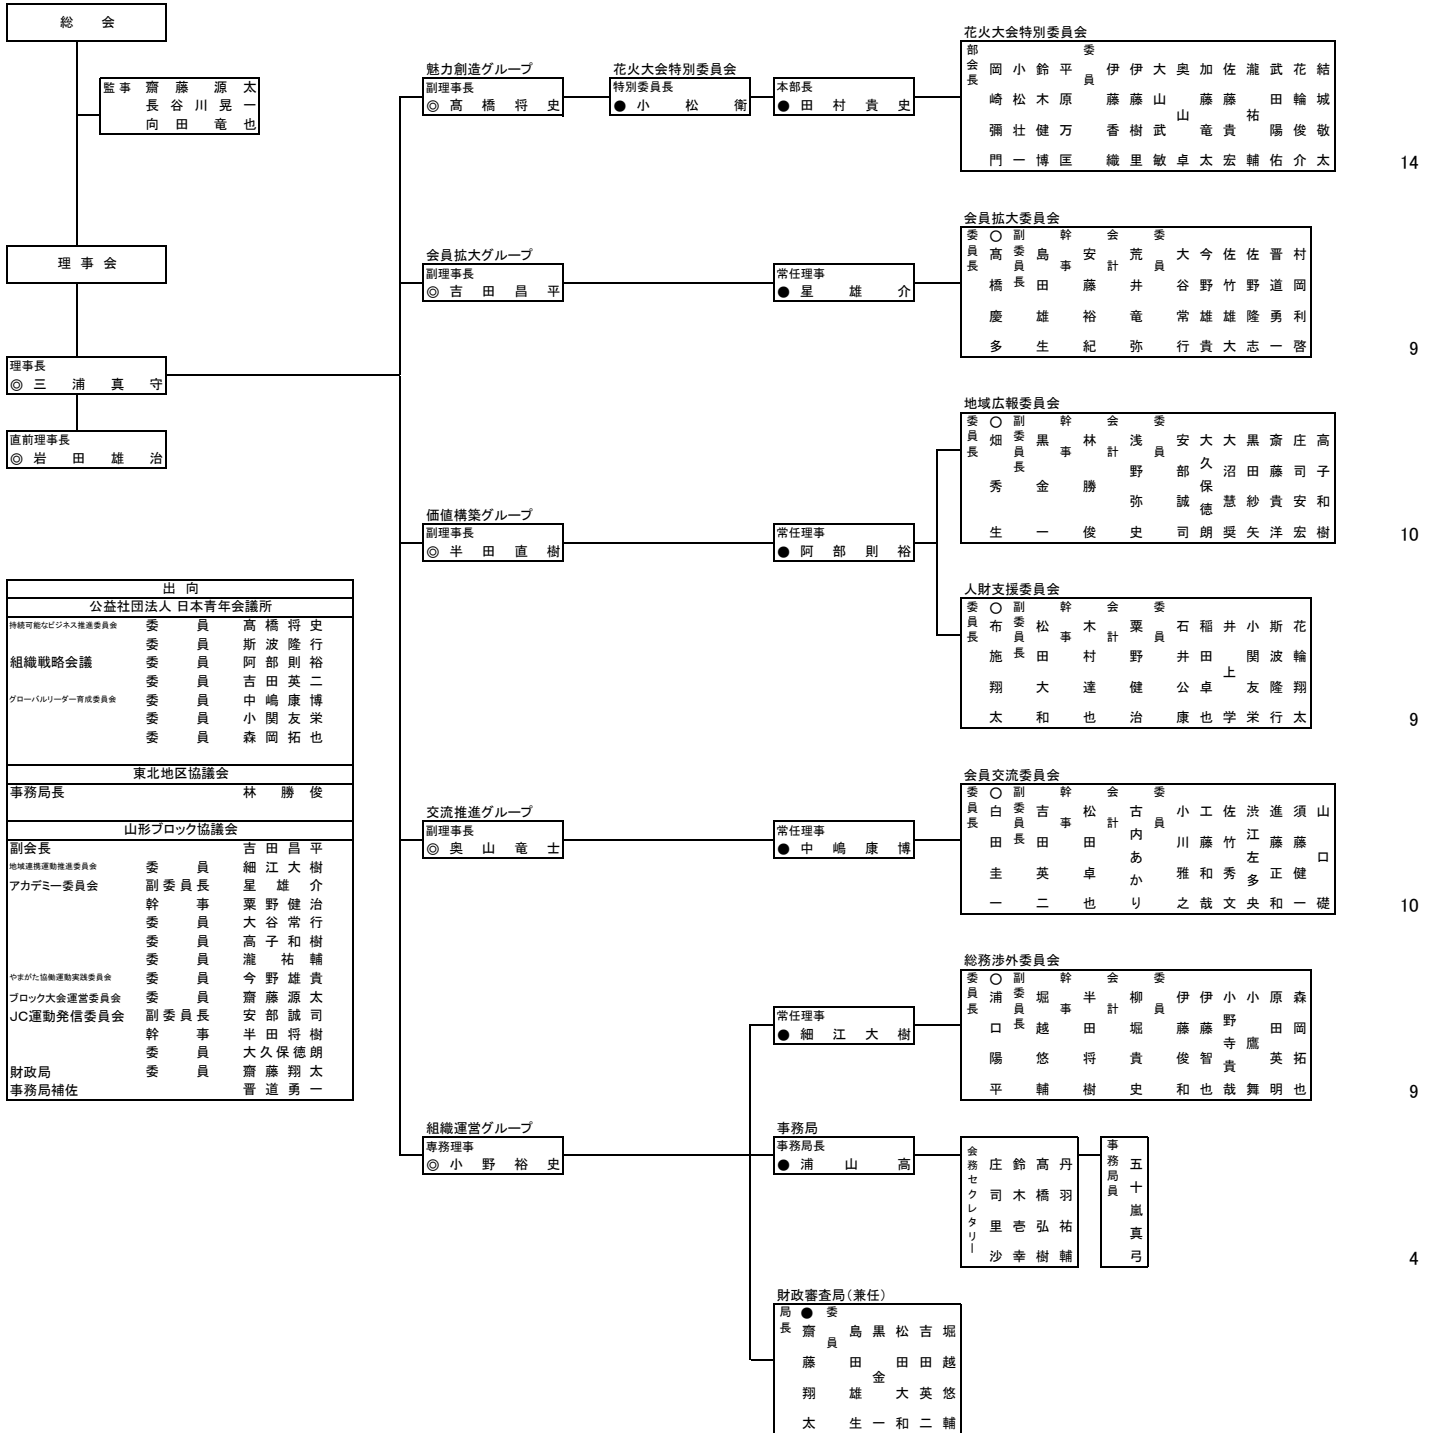 総会
監事 齋藤源太
長谷川晃一
向田竜也
理事会
理事長
◎ 三浦真守
直前理事長
◎ 岩田雄治
魅力創造グループ
副理事長
◎ 髙橋将史
花火大会特別委員会
特別委員長
● 小松衛
本部長
● 田村貴史
花火大会特別委員会
部会長
岡崎彌門
小松壮一
鈴木健博
平原万匡
委員
伊藤香織
伊藤樹里
大山武敏
奥山卓
加藤竜太
佐藤貴宏
瀧祐輔
武田陽佑
花輪俊介
結城敬太
14
会員拡大グループ
副理事長
◎ 吉田昌平
常任理事
● 星雄介
会員拡大委員会
委員長
○髙橋慶多
副委員長
島田雄生
幹事
安藤裕紀
会計
荒井竜弥
委員
大谷常行
今野雄貴
佐竹雄大
佐野隆志
晋道勇一
村岡利啓
9
価値構築グループ
副理事長
◎ 半田直樹
常任理事
● 阿部則裕
地域広報委員会
委員長
○畑秀生
副委員長
黒金一
幹事
林勝俊
会計
浅野弥史
委員
安部誠司
大久保德朗
大沼慧奨
黒田紗矢
斎藤貴洋
庄司安宏
高子和樹
10
人財支援委員会
委員長
○布施翔太
副委員長
松田大和
幹事
木村達也
会計
粟野健治
委員
石井公康
稲田卓也
井上学
小関友栄
斯波隆行
花輪翔太
9
交流推進グループ
副理事長
◎ 奥山竜士
常任理事
● 中嶋康博
会員交流委員会
委員長
○白田圭一
副委員長
吉田英二
幹事
松田卓也
会計
古内あかり
委員
小川雅之
工藤和哉
佐竹秀文
渋江左多央
進藤正和
須藤健一
山口礎
10
組織運営グループ
専務理事
◎ 小野裕史
常任理事
● 細江大樹
総務渉外委員会
委員長
○浦口陽平
副委員長
堀越悠輔
幹事
半田将樹
会計
柳堀貴史
委員
伊藤俊和
伊藤智也
小野寺貴哉
小鷹舞
原田英明
森岡拓也
9
事務局
事務局長
● 浦山高
会務セクレタリー
庄司里沙
鈴木壱幸
髙橋弘樹
丹羽祐輔
事務局員
五十嵐真弓
4
財政審査局（兼任）
局長
●齋藤翔太
委員
島田雄生
黒金一
松田大和
吉田英二
堀越悠輔
出向
公益社団法人 日本青年会議所
持続可能なビジネス推進委員会 委員 髙橋将史
委員 斯波隆行
組織戦略会議 委員 阿部則裕
委員 吉田英二
グローバルリーダー育成委員会 委員 中嶋康博
委員 小関友栄
委員 森岡拓也
東北地区協議会
事務局長 林勝俊
山形ブロック協議会
副会長 吉田昌平
地域連携運動推進委員会 委員 細江大樹
アカデミー委員会 副委員長 星雄介
幹事 粟野健治
委員 大谷常行
委員 高子和樹
委員 瀧祐輔
やまがた協働運動実践委員会 委員 今野雄貴
ブロック大会運営委員会 委員 齋藤源太
JC運動発信委員会 副委員長 安部誠司
幹事 半田将樹
委員 大久保德朗
財政局 委員 齋藤翔太
事務局補佐 晋道勇一